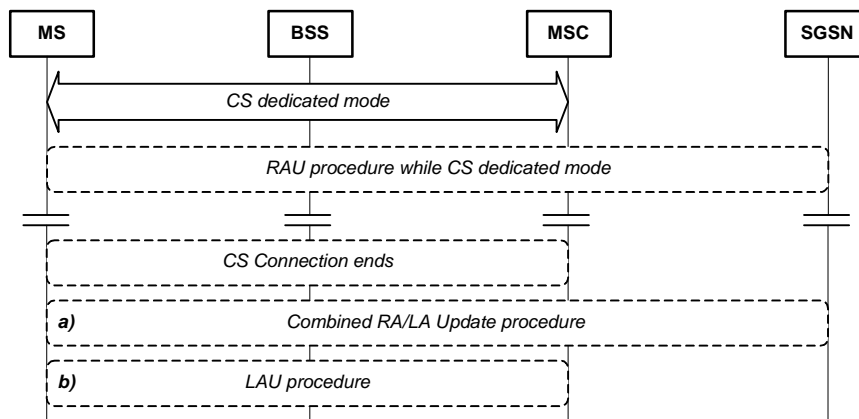 MS BSS MSC SGSN
CS dedicated mode
RAU procedure while CS dedicated mode
CS Connection ends
a) Combined RA/LA Update procedure
b) LAU procedure